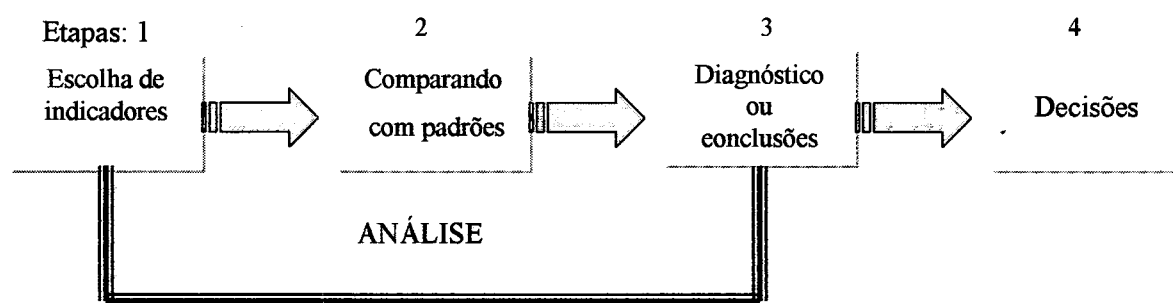 Etapas: 1
2
3
4
Escolha de
indicadores
Comparando
com padrões
Diagnóstico
ou
eonclusões
Decisões
ANÁLISE